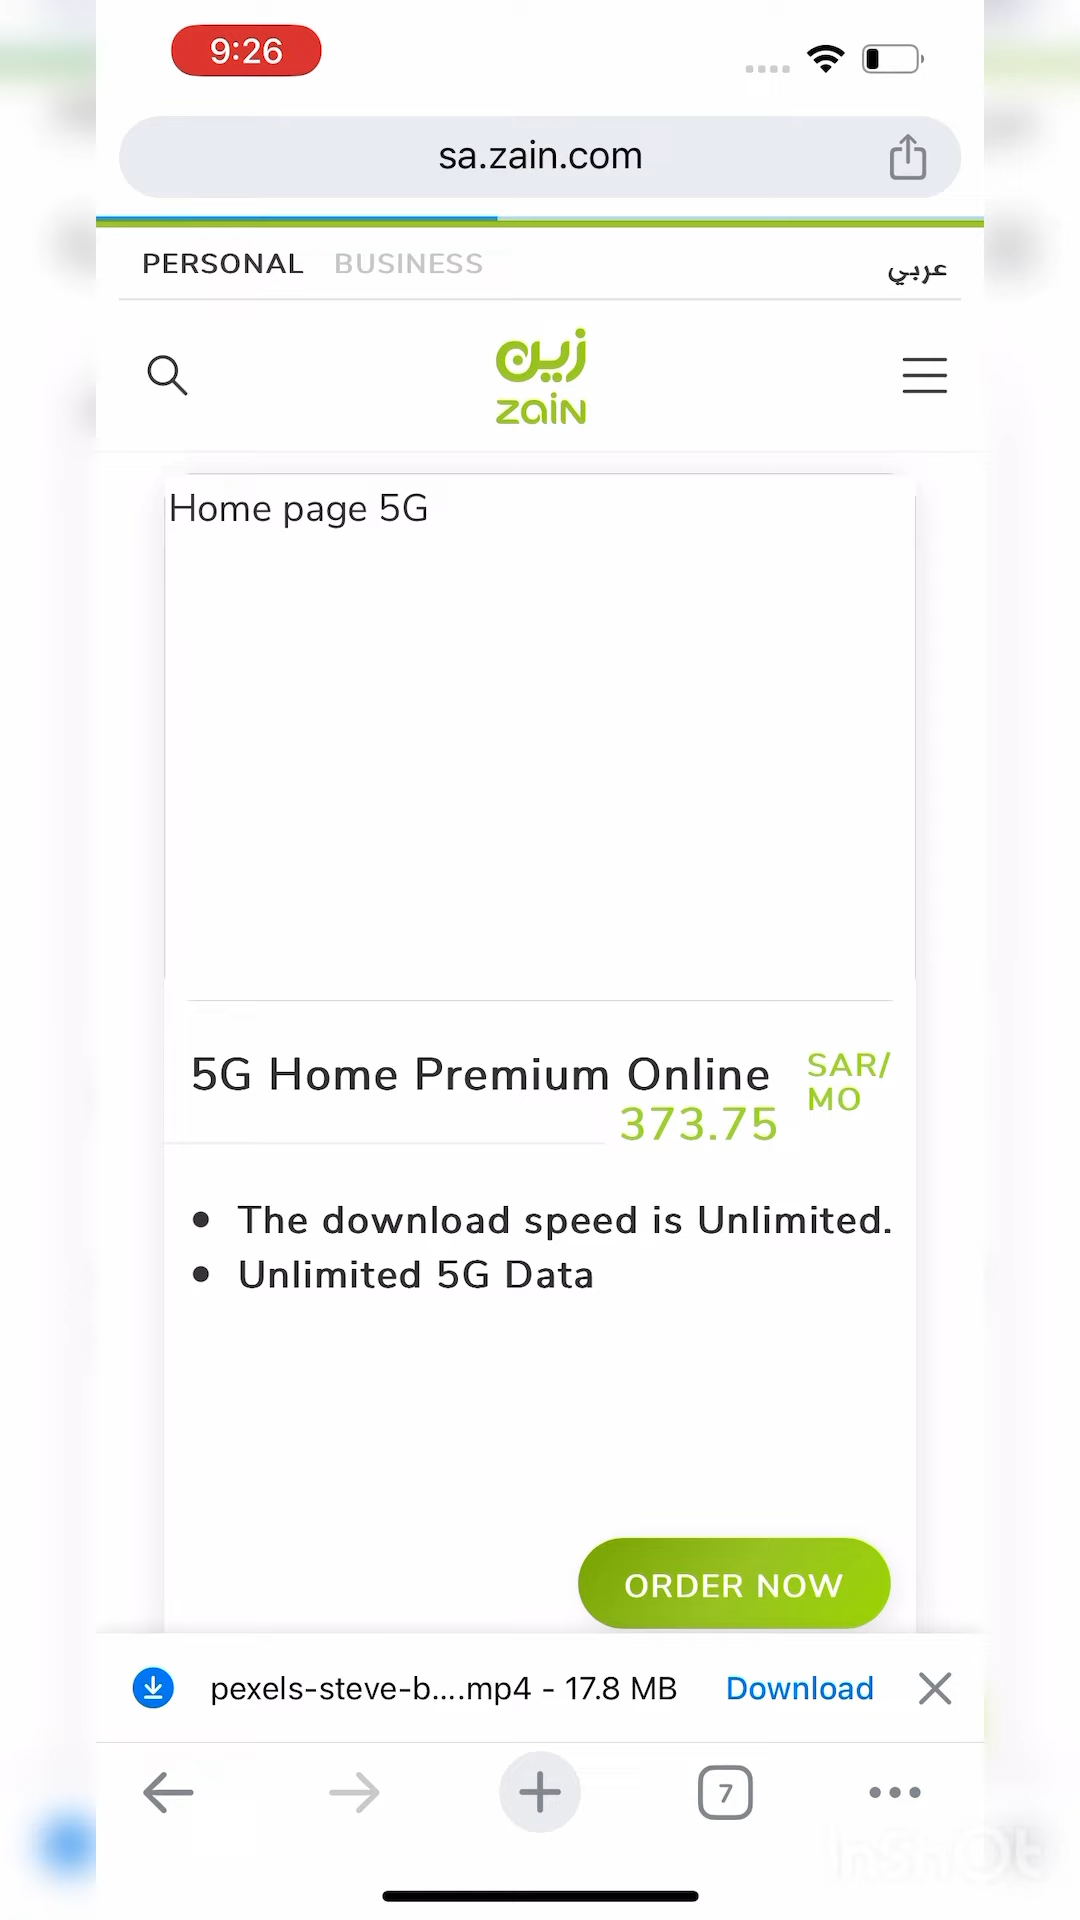 9:26
sa.zain.com
PERSONAL BUSINESS عربي
زين
zain
Home page 5G
5G Home Premium Online SAR/
MO
373.75
The download speed is Unlimited.
Unlimited 5G Data
ORDER NOW
pexels-steve-b....mp4 - 17.8 MB Download
7
InShOt